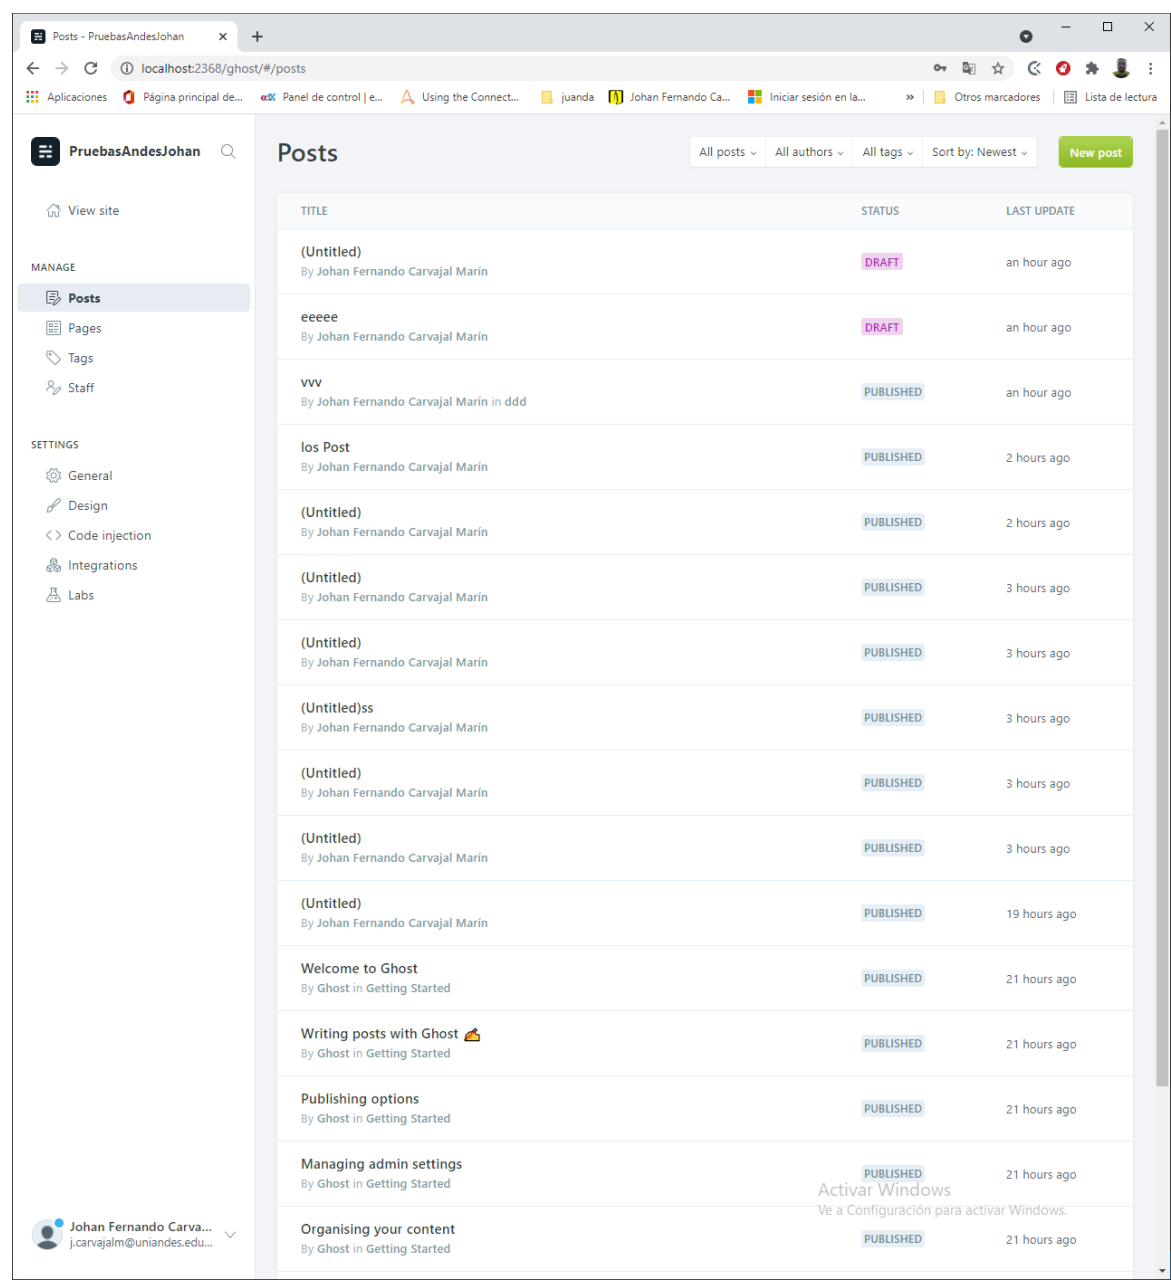 Posts - PruebasAndesJohan
localhost:2368/ghost/#/posts
Aplicaciones Página principal de... edX Panel de control | e... Using the Connect... juanda Johan Fernando Ca... Iniciar sesión en la... » Otros marcadores Lista de lectura
PruebasAndesJohan
View site
MANAGE
Posts
Pages
Tags
Staff
SETTINGS
General
Design
Code injection
Integrations
Labs
Johan Fernando Carva...
j.carvajalm@uniandes.edu...
Posts
All posts All authors All tags Sort by: Newest New post
TITLE STATUS LAST UPDATE
(Untitled)
By Johan Fernando Carvajal Marín
DRAFT an hour ago
eeeee
By Johan Fernando Carvajal Marín
DRAFT an hour ago
vvv
By Johan Fernando Carvajal Marín in ddd
PUBLISHED an hour ago
los Post
By Johan Fernando Carvajal Marín
PUBLISHED 2 hours ago
(Untitled)
By Johan Fernando Carvajal Marín
PUBLISHED 2 hours ago
(Untitled)
By Johan Fernando Carvajal Marín
PUBLISHED 3 hours ago
(Untitled)
By Johan Fernando Carvajal Marín
PUBLISHED 3 hours ago
(Untitled)ss
By Johan Fernando Carvajal Marín
PUBLISHED 3 hours ago
(Untitled)
By Johan Fernando Carvajal Marín
PUBLISHED 3 hours ago
(Untitled)
By Johan Fernando Carvajal Marín
PUBLISHED 3 hours ago
(Untitled)
By Johan Fernando Carvajal Marín
PUBLISHED 19 hours ago
Welcome to Ghost
By Ghost in Getting Started
PUBLISHED 21 hours ago
Writing posts with Ghost ✍️
By Ghost in Getting Started
PUBLISHED 21 hours ago
Publishing options
By Ghost in Getting Started
PUBLISHED 21 hours ago
Managing admin settings
By Ghost in Getting Started
PUBLISHED 21 hours ago
Activar Windows
Ve a Configuración para activar Windows.
Organising your content
By Ghost in Getting Started
PUBLISHED 21 hours ago